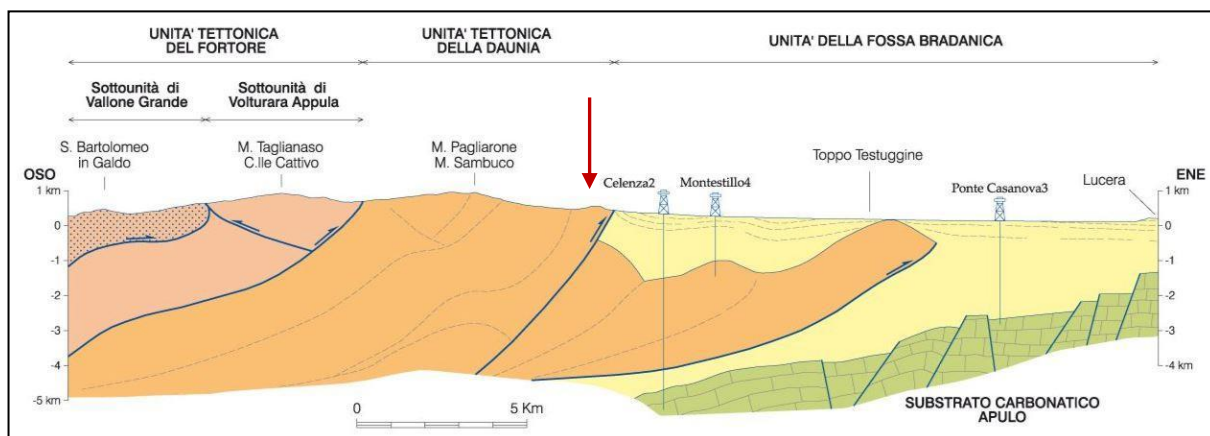 UNITA' TETTONICA
DEL FORTORE
UNITA' TETTONICA
DELLA DAUNIA
UNITA' DELLA FOSSA BRADANICA
Sottounità di
Vallone Grande
Sottounità di
Volturara Appula
S. Bartolomeo
in Galdo
M. Taglianaso
C.lle Cattivo
M. Pagliarone
M. Sambuco
Toppo Testuggine
Celenza2
Montestillo4
Ponte Casanova3
Lucera
OSO
ENE
1 km
0
-1
-2
-3
-4
-5 km
1 km
0
-1
-2
-3
-4 km
0
5 Km
SUBSTRATO CARBONATICO
APULO